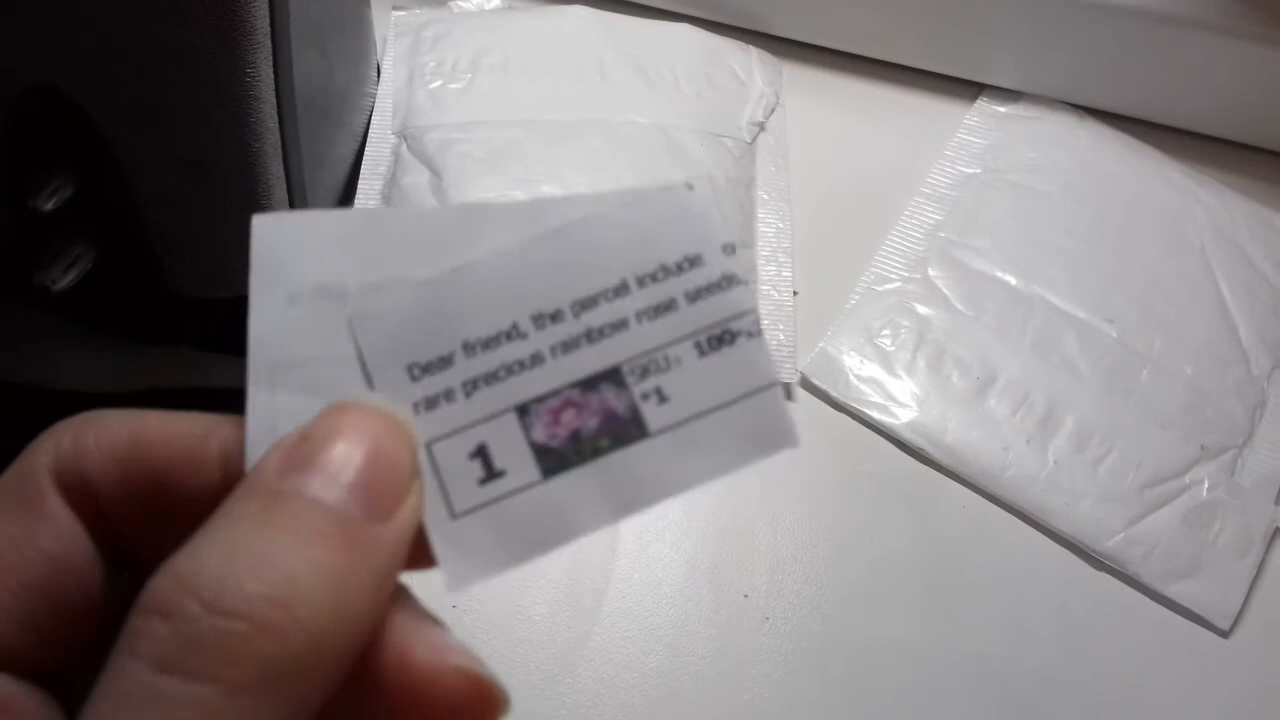 Dear friend, the parcel include
rare precious rainbow rose seeds.
1
SKU: 100-
*1